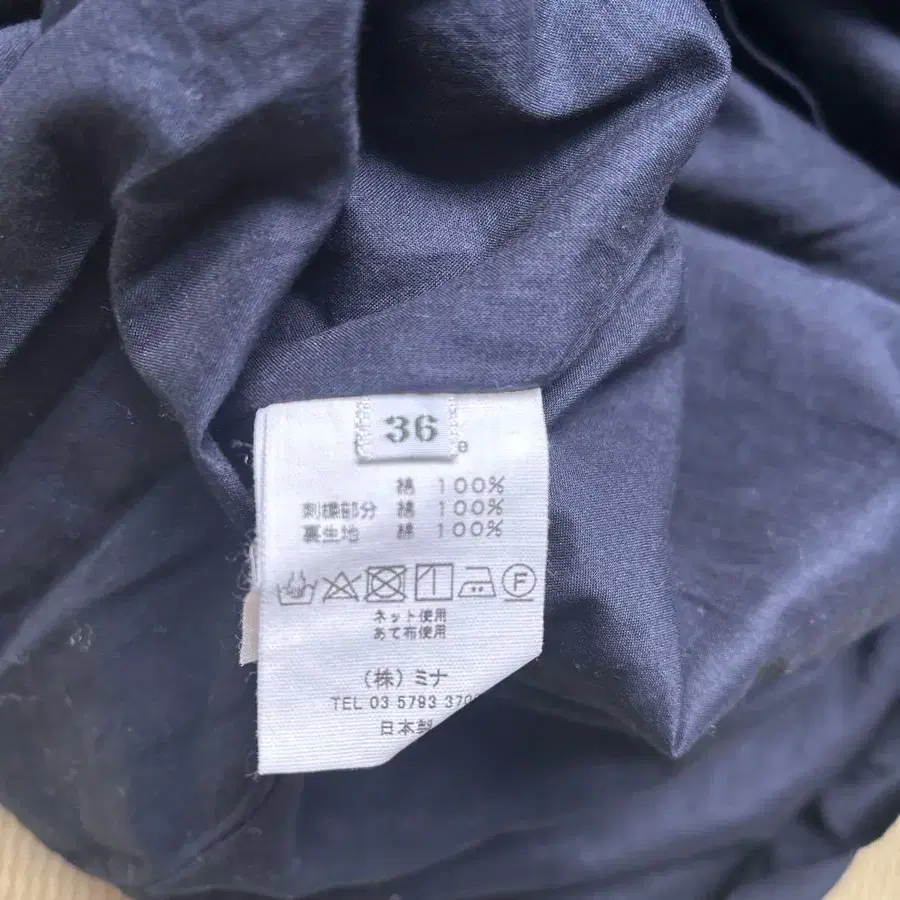 36
e
綿 100%
刺繍部分 綿 100%
裏生地 綿 100%
ネット使用
あて布使用
(株) ミナ
TEL 03 5793 370
日本製